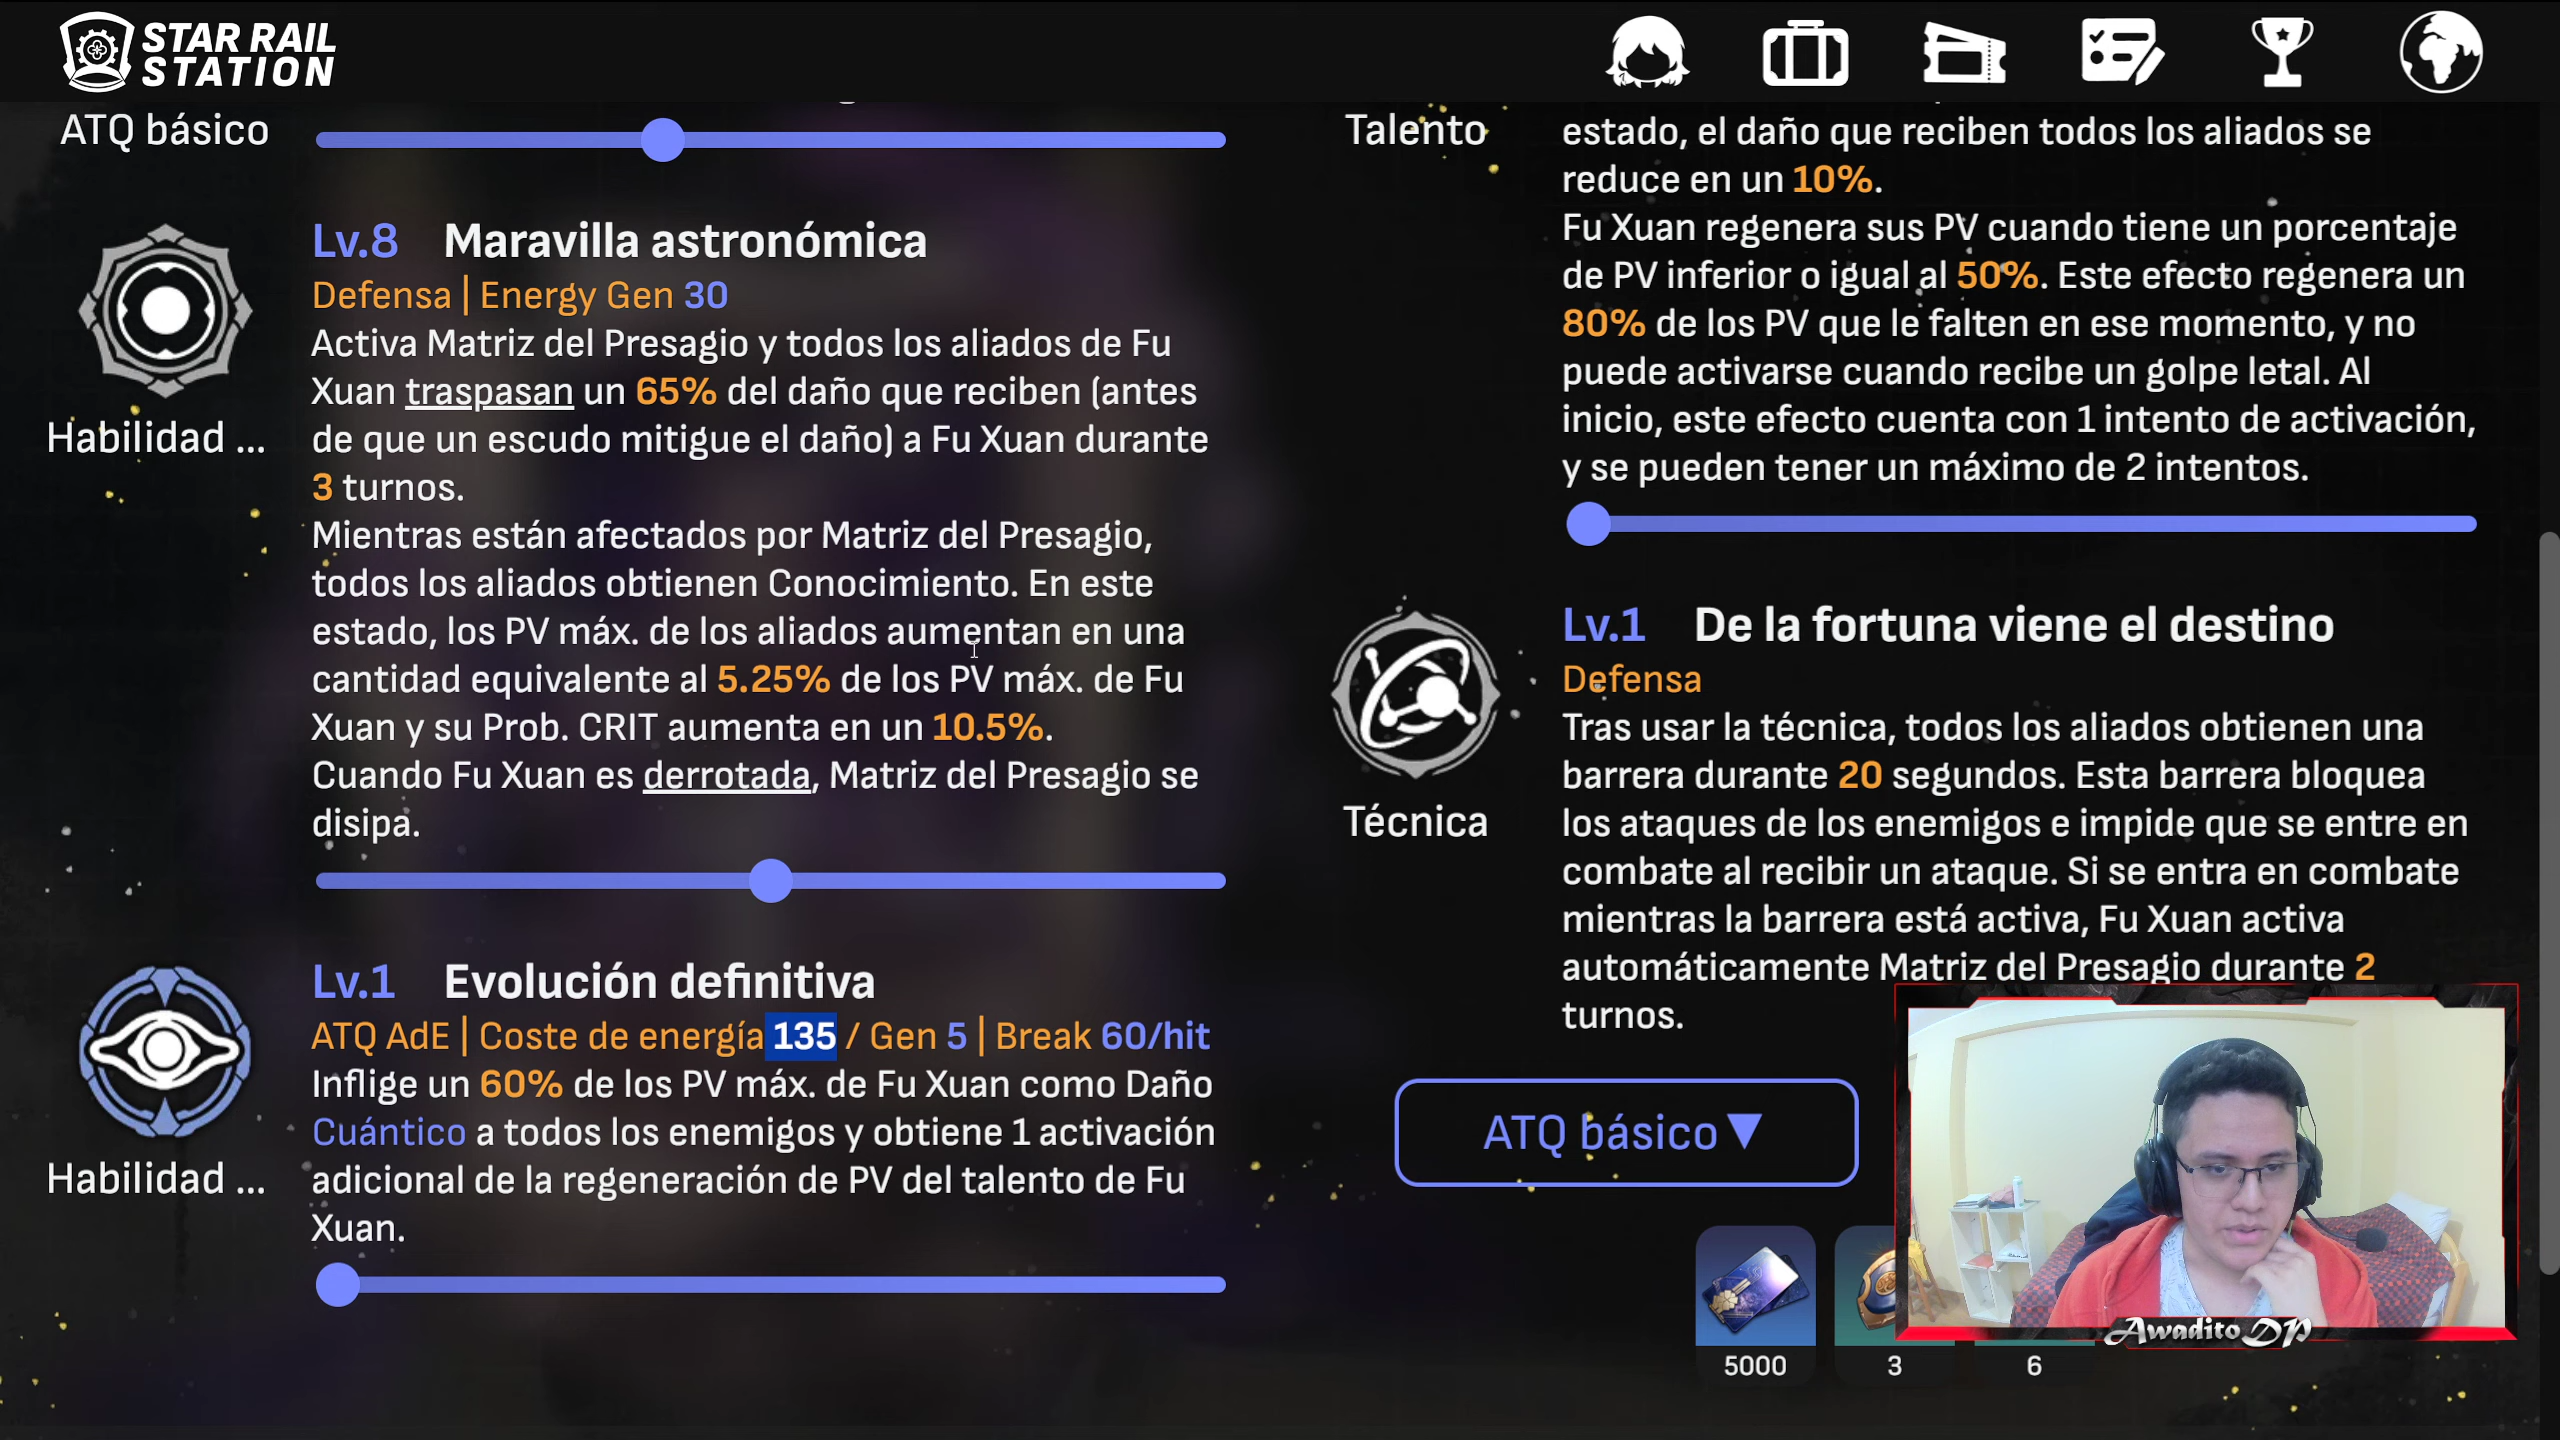 STAR RAIL
STATION
ATQ básico
Lv.8 Maravilla astronómica
Defensa | Energy Gen 30
Activa Matriz del Presagio y todos los aliados de Fu
Xuan traspasan un 65% del daño que reciben (antes
de que un escudo mitigue el daño) a Fu Xuan durante
3 turnos.
Mientras están afectados por Matriz del Presagio,
todos los aliados obtienen Conocimiento. En este
estado, los PV máx. de los aliados aumentan en una
cantidad equivalente al 5.25% de los PV máx. de Fu
Xuan y su Prob. CRIT aumenta en un 10.5%.
Cuando Fu Xuan es derrotada, Matriz del Presagio se
disipa.
Habilidad ...
Lv.1 Evolución definitiva
ATQ AdE | Coste de energía 135 / Gen 5 | Break 60/hit
Inflige un 60% de los PV máx. de Fu Xuan como Daño
Cuántico a todos los enemigos y obtiene 1 activación
adicional de la regeneración de PV del talento de Fu
Xuan.
Habilidad ...
Talento
estado, el daño que reciben todos los aliados se
reduce en un 10%.
Fu Xuan regenera sus PV cuando tiene un porcentaje
de PV inferior o igual al 50%. Este efecto regenera un
80% de los PV que le falten en ese momento, y no
puede activarse cuando recibe un golpe letal. Al
inicio, este efecto cuenta con 1 intento de activación,
y se pueden tener un máximo de 2 intentos.
Lv.1 De la fortuna viene el destino
Defensa
Tras usar la técnica, todos los aliados obtienen una
barrera durante 20 segundos. Esta barrera bloquea
los ataques de los enemigos e impide que se entre en
combate al recibir un ataque. Si se entra en combate
mientras la barrera está activa, Fu Xuan activa
automáticamente Matriz del Presagio durante 2
turnos.
Técnica
ATQ básico ▼
5000
3
6
Awadito DP